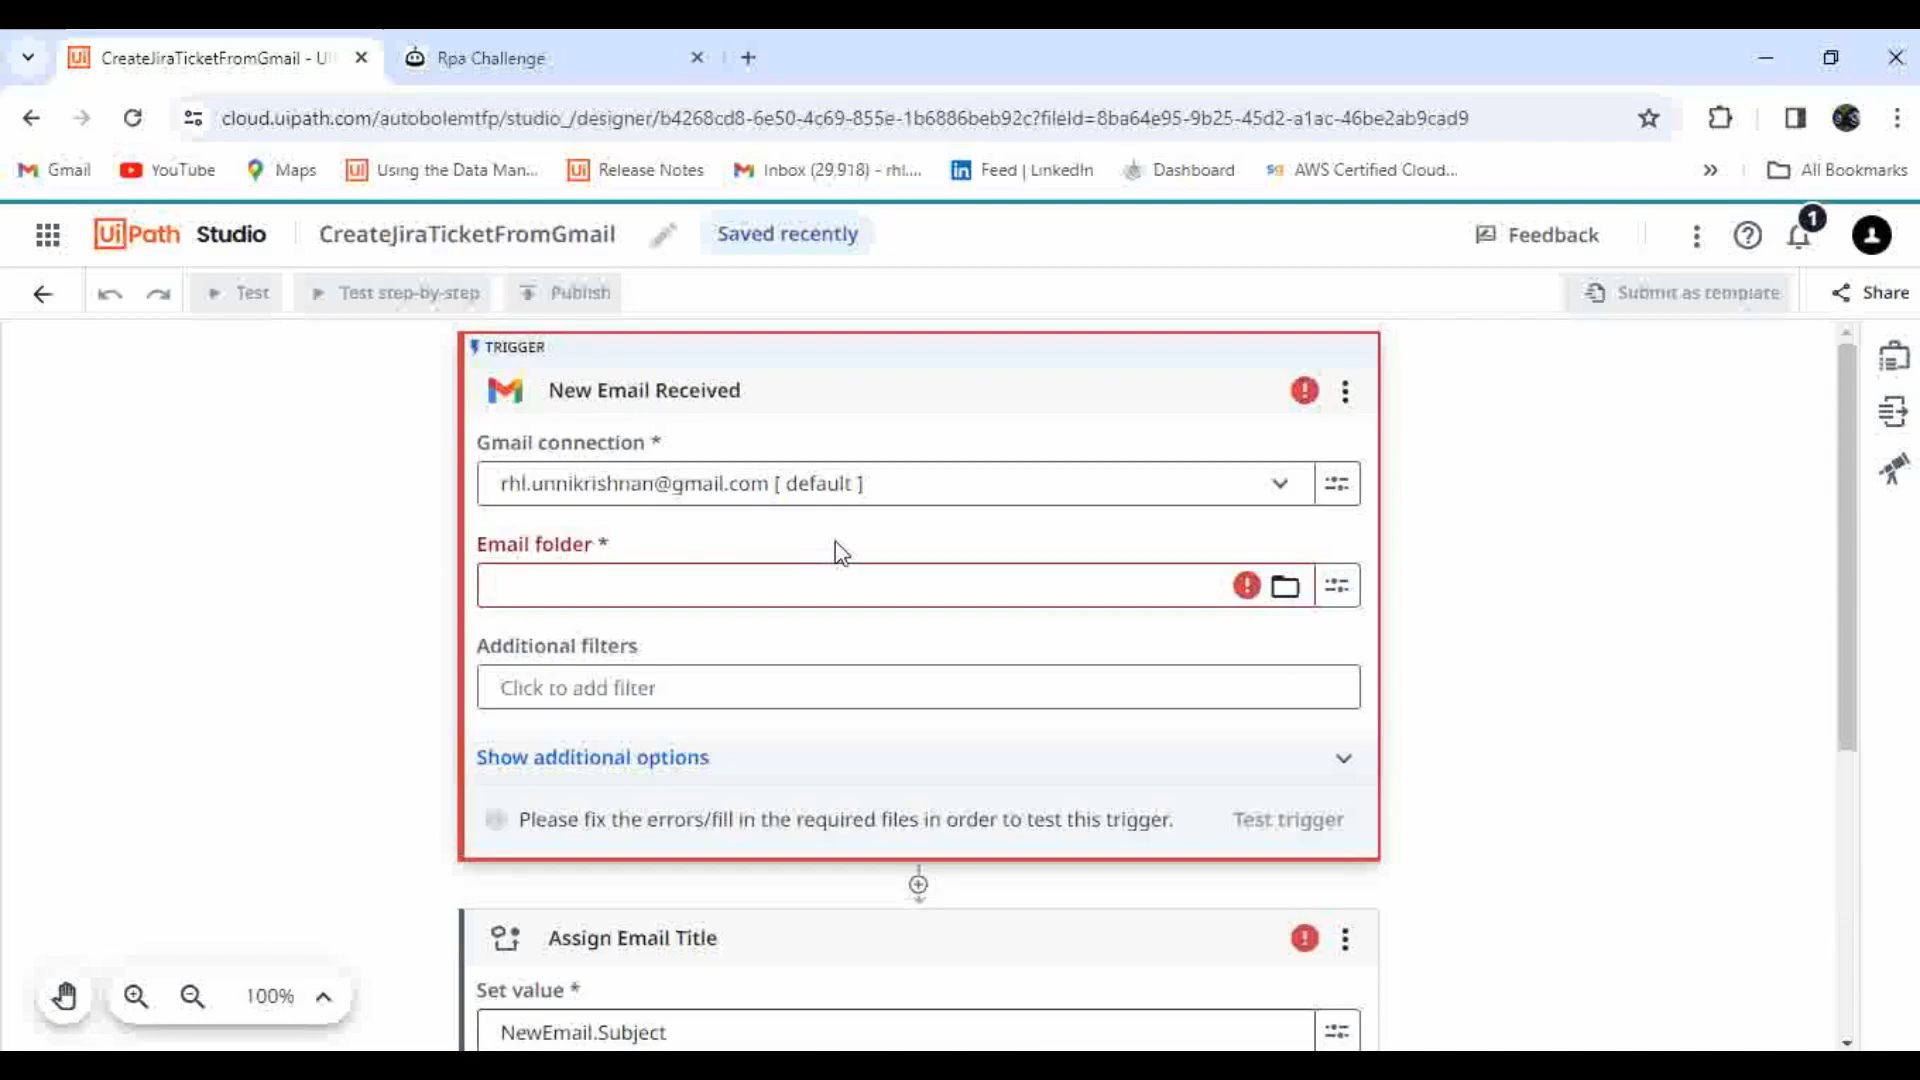 CreateJiraTicketFromGmail - Ui
Rpa Challenge
cloud.uipath.com/autobolemtfp/studio_/designer/b4268cd8-6e50-4c69-855e-1b6886beb92c?fileId=8ba64e95-9b25-45d2-a1ac-46be2ab9cad9
Gmail
YouTube
Maps
Using the Data Man...
Release Notes
Inbox (29,918) - rhl....
Feed | LinkedIn
Dashboard
AWS Certified Cloud...
All Bookmarks
UiPath Studio
CreateJiraTicketFromGmail
Saved recently
Feedback
1
Test
Test step-by-step
Publish
Submit as template
Share
TRIGGER
New Email Received
Gmail connection *
rhl.unnikrishnan@gmail.com [ default ]
Email folder *
Additional filters
Click to add filter
Show additional options
Please fix the errors/fill in the required files in order to test this trigger.
Test trigger
Assign Email Title
Set value *
NewEmail.Subject
100%